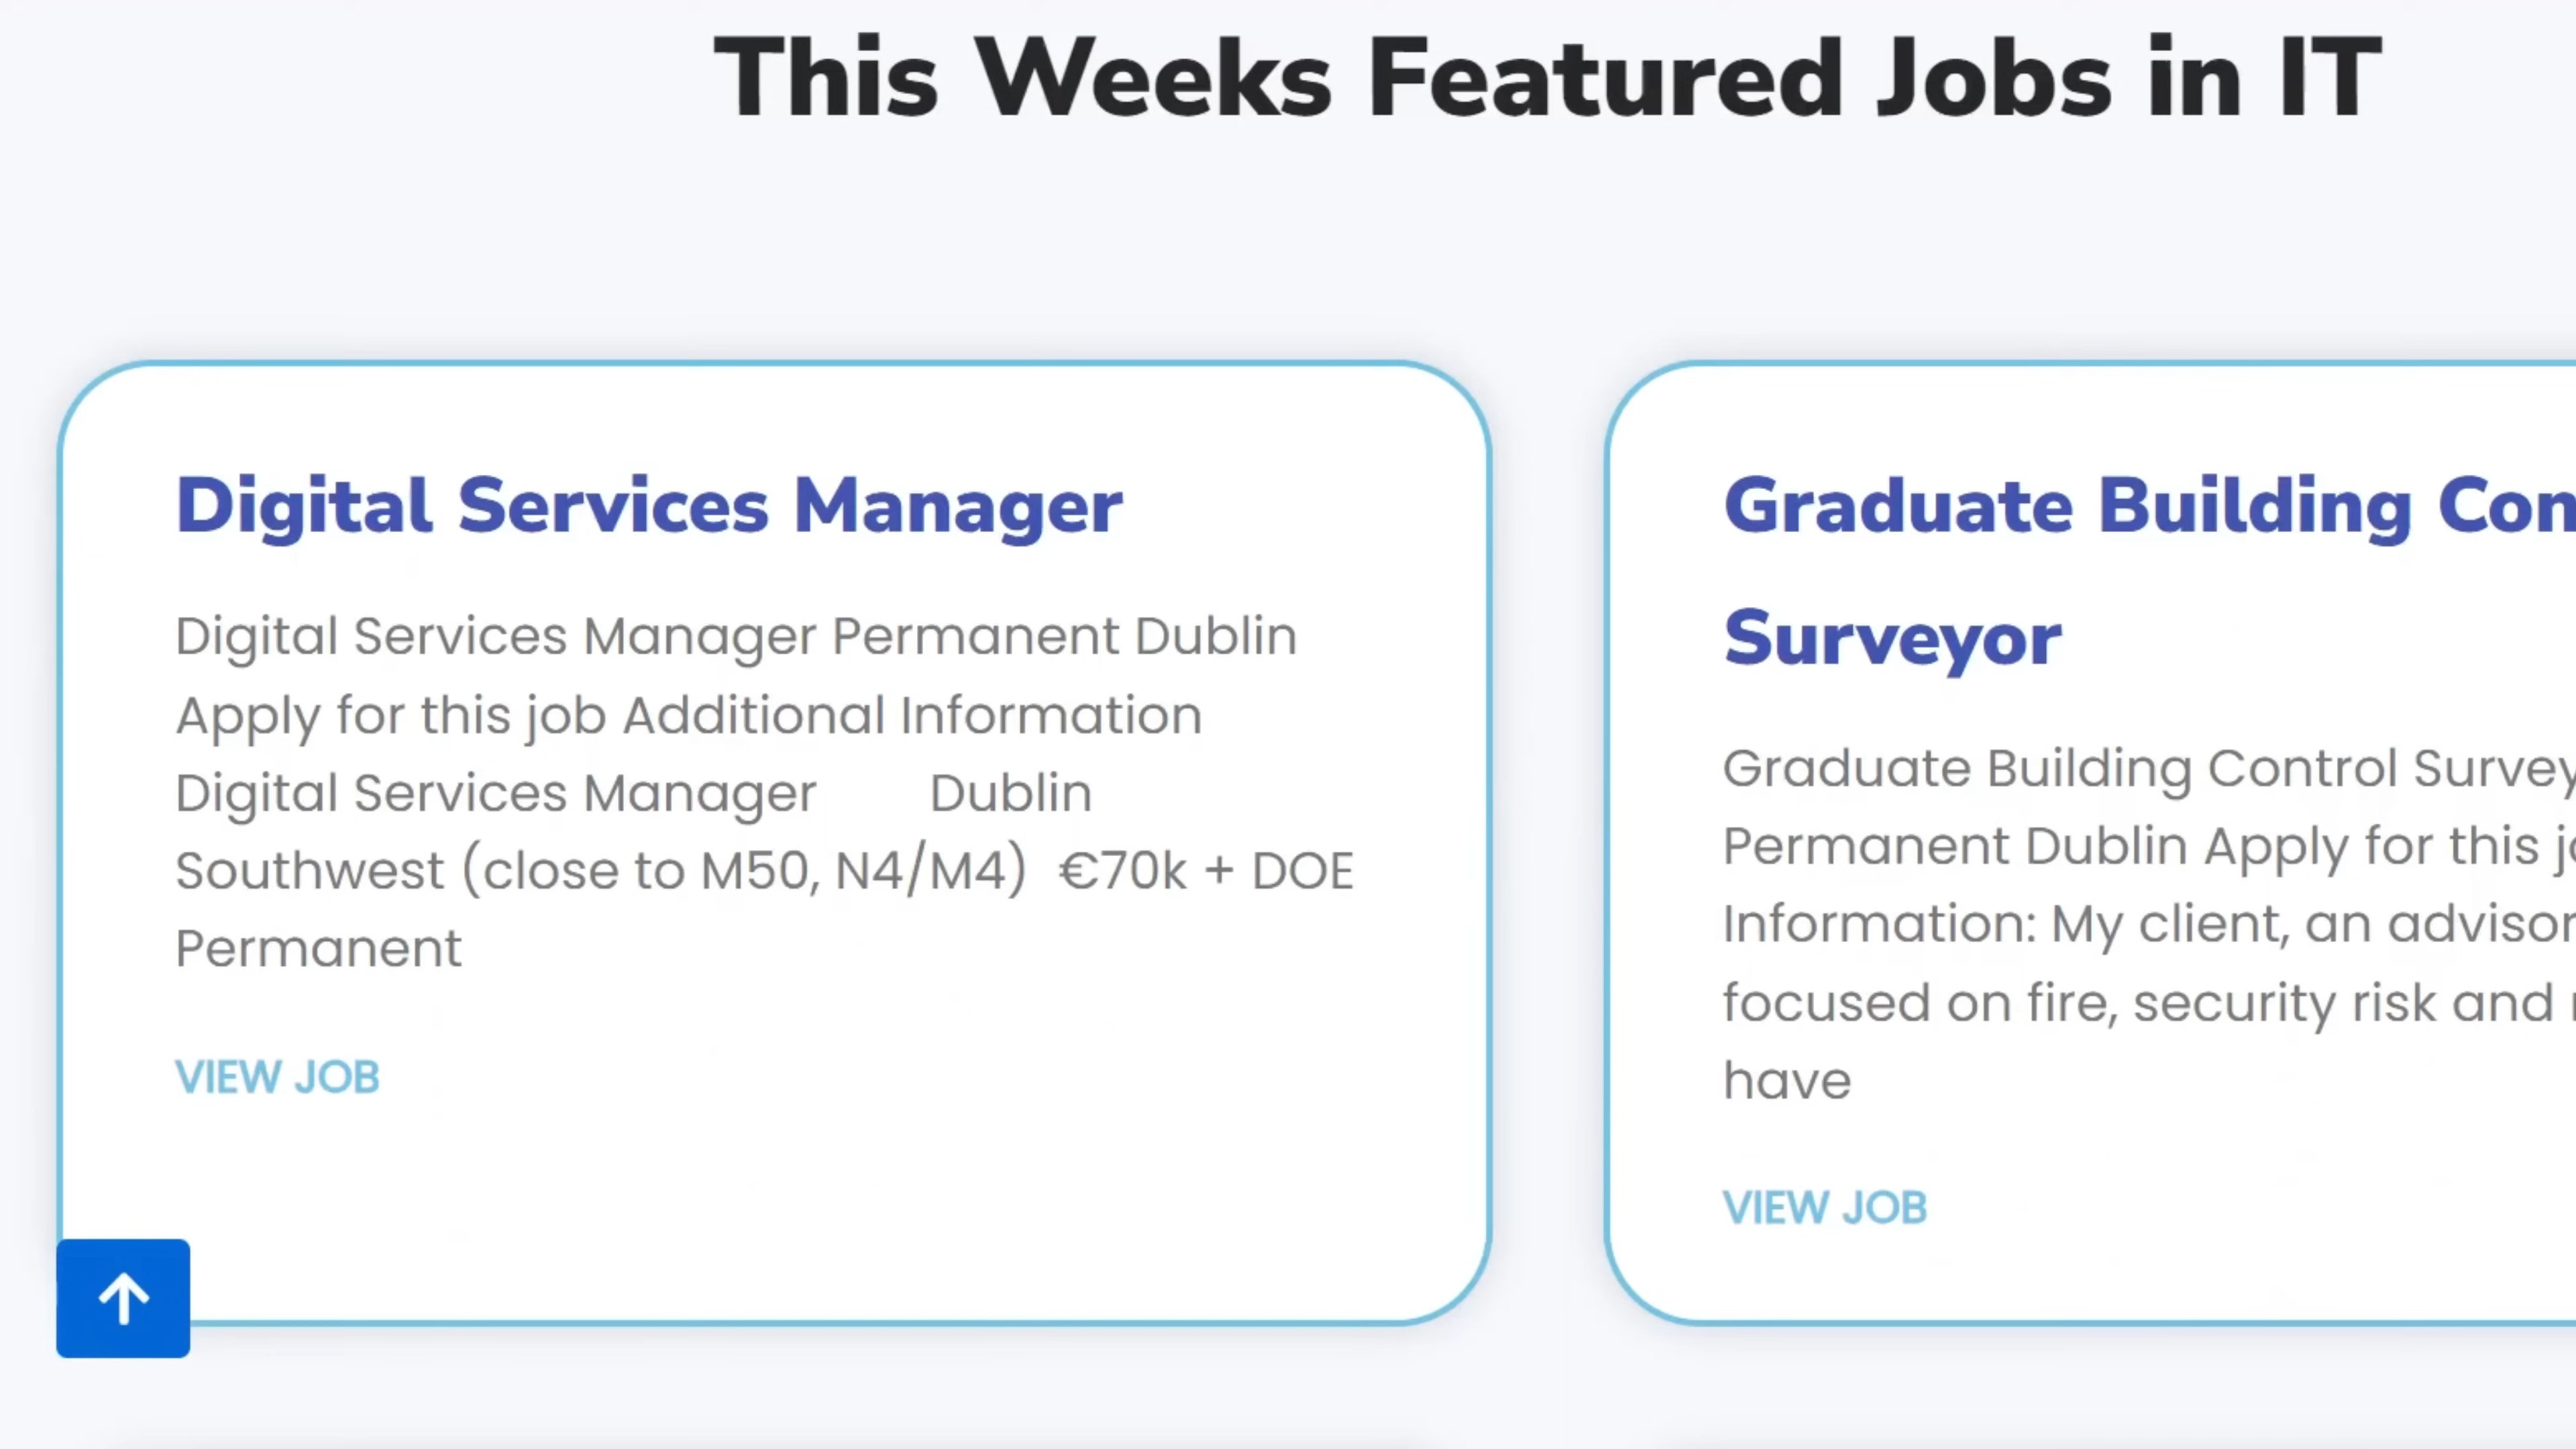 This Weeks Featured Jobs in IT
Digital Services Manager
Digital Services Manager Permanent Dublin
Apply for this job Additional Information
Digital Services Manager Dublin
Southwest (close to M50, N4/M4) €70k + DOE
Permanent
VIEW JOB
Graduate Building
Surveyor
Graduate Building Control
Permanent Dublin Apply for this
Information: My client, an
focused on fire, security risk and
have
VIEW JOB